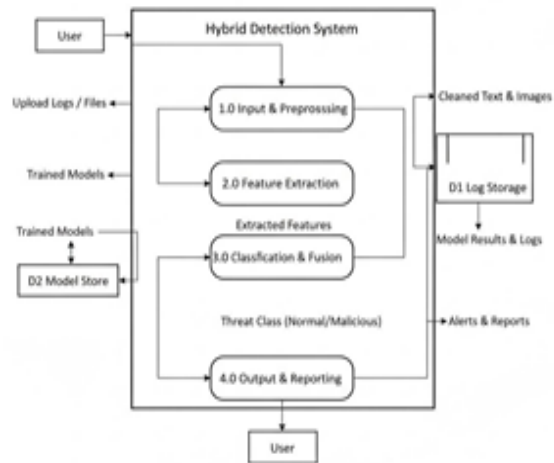 Hybrid Detection System
User
1.0 Input & Preprosssing
Upload Logs / Files
Cleaned Text & Images
Trained Models
2.0 Feature Extraction
D1 Log Storage
Extracted Features
Trained Models
3.0 Classfication & Fusion
Model Results & Logs
D2 Model Store
Threat Class (Normal/Malicious)
Alerts & Reports
4.0 Output & Reporting
User